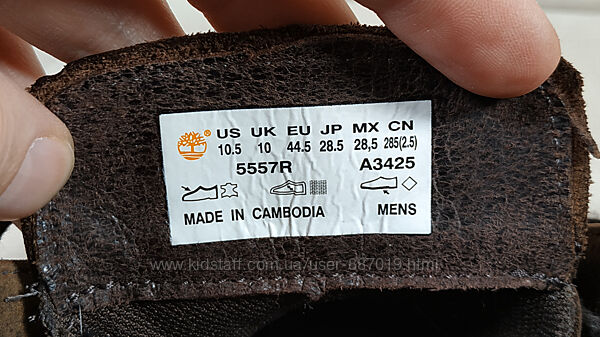 US UK EU JP MX CN
10.5 10 44.5 28.5 28,5 285(2.5)
5557R A3425
MADE IN CAMBODIA MENS
www.kidstaff.com.ua/user-887019.html